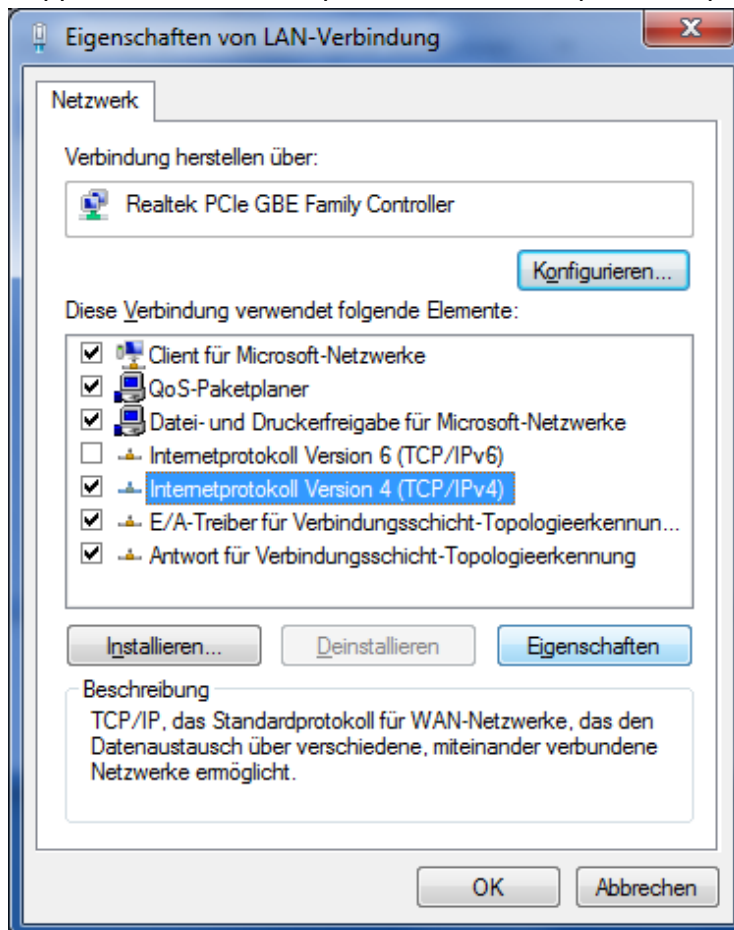 Eigenschaften von LAN-Verbindung
Netzwerk
Verbindung herstellen über:
Realtek PCIe GBE Family Controller
Konfigurieren...
Diese Verbindung verwendet folgende Elemente:
Client für Microsoft-Netzwerke
QoS-Paketplaner
Datei- und Druckerfreigabe für Microsoft-Netzwerke
Internetprotokoll Version 6 (TCP/IPv6)
Internetprotokoll Version 4 (TCP/IPv4)
E/A-Treiber für Verbindungsschicht-Topologieerkennun...
Antwort für Verbindungsschicht-Topologieerkennung
Installieren... Deinstallieren Eigenschaften
Beschreibung
TCP/IP, das Standardprotokoll für WAN-Netzwerke, das den
Datenaustausch über verschiedene, miteinander verbundene
Netzwerke ermöglicht.
OK Abbrechen